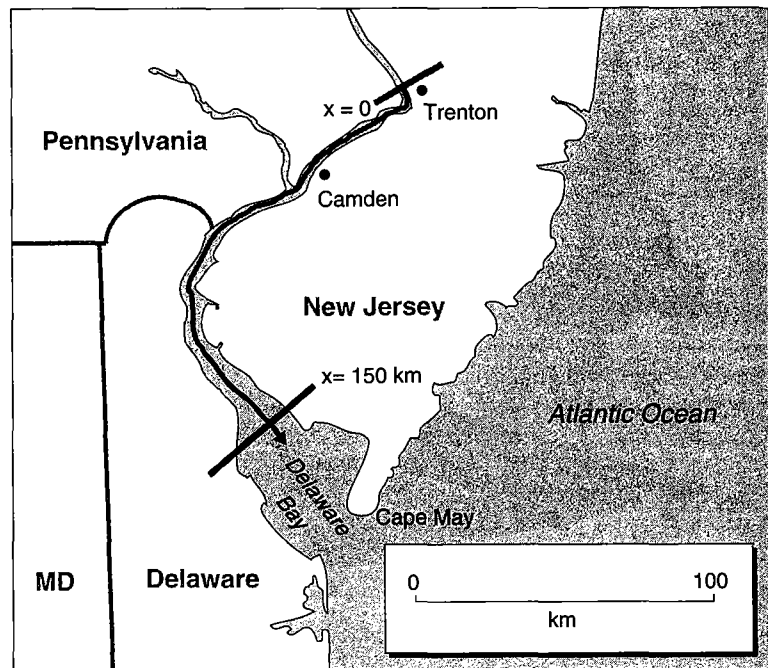 x = 0
Trenton
Pennsylvania
Camden
New Jersey
x= 150 km
Atlantic Ocean
Delaware
Bay
Cape May
MD
Delaware
0
100
km